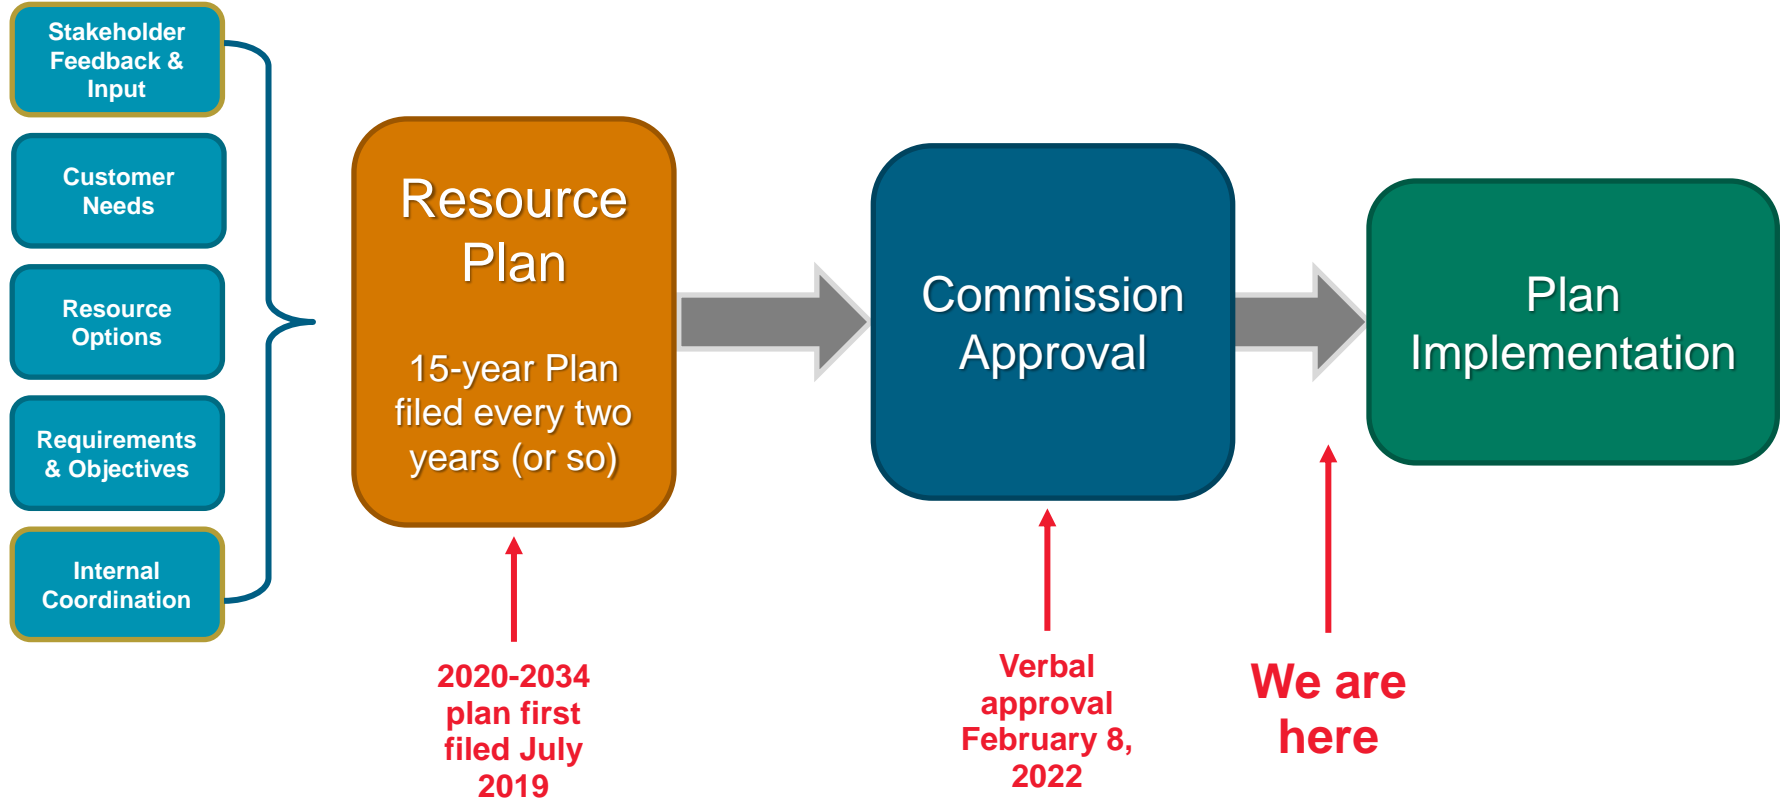 Stakeholder
Feedback &
Input
Customer
Needs
Resource
Options
Requirements
& Objectives
Internal
Coordination
Resource
Plan
15-year Plan
filed every two
years (or so)
2020-2034
plan first
filed July
2019
Commission
Approval
Verbal
approval
February 8,
2022
We are
here
Plan
Implementation